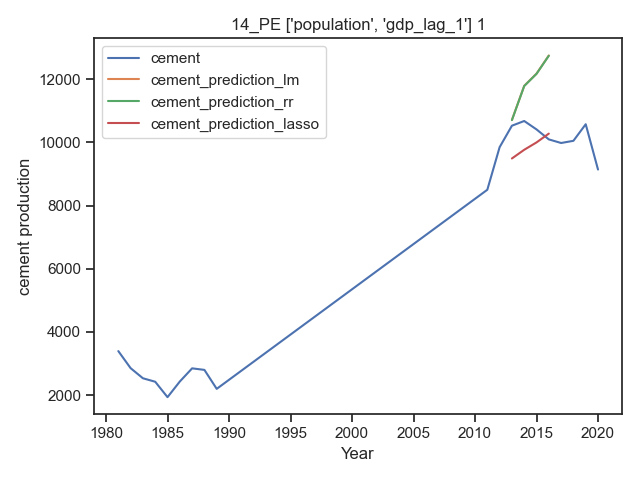 14_PE ['population', 'gdp_lag_1'] 1
cement
cement_prediction_lm
cement_prediction_rr
cement_prediction_lasso
cement production
12000
10000
8000
6000
4000
2000
1980 1985 1990 1995 2000 2005 2010 2015 2020
Year